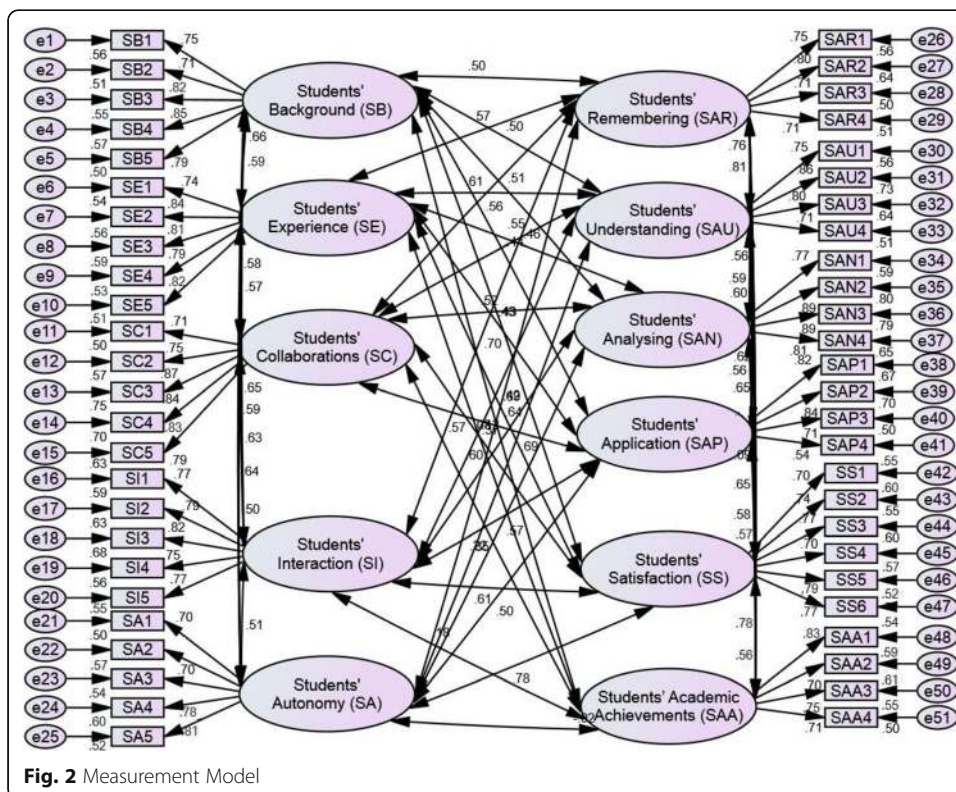 e1 SB1 .75
.56
e2 SB2 .71
.51
e3 SB3 .82
.55
e4 SB4 .85
.57
e5 SB5 .79
.50
e6 SE1 .74
.54
e7 SE2 .84
.56
e8 SE3 .81
.59
e9 SE4 .79
.53
e10 SE5 .82
.51
e11 SC1 .71
.50
e12 SC2 .75
.57
e13 SC3 .87
.75
e14 SC4 .84
.70
e15 SC5 .83
.63
.79
e16 SI1 .77
.59
e17 SI2 .79
.63
e18 SI3 .82
.68
e19 SI4 .75
.56
e20 SI5 .77
.55
e21 SA1 .70
.50
e22 SA2
.57
e23 SA3 .70
.54
e24 SA4 .78
.60
e25 SA5 .81
.52
Students'
Background (SB)
Students'
Experience (SE)
Students'
Collaborations (SC)
Students'
Interaction (SI)
Students'
Autonomy (SA)
.66
.59
.58
.57
.65
.59
.63
.64
.50
.51
.50
.57
.50
.61
.51
.56
.55
.46
.52
.43
.70
.64
.57
.60
.69
.57
.61
.50
.78
Students'
Remembering (SAR)
Students'
Understanding (SAU)
Students'
Analysing (SAN)
Students'
Application (SAP)
Students'
Satisfaction (SS)
Students' Academic
Achievements (SAA)
.76
.81
.56
.59
.60
.56
.65
.65
.58
.57
.78
.56
.75 SAR1 e26
.56
.80 SAR2 e27
.64
.71 SAR3 e28
.50
.71 SAR4 e29
.51
.75 SAU1 e30
.56
.86 SAU2 e31
.73
.80 SAU3 e32
.64
.71 SAU4 e33
.51
.77 SAN1 e34
.59
SAN2 e35
.80
.89 SAN3 e36
.79
.89 SAN4 e37
.65
.81
.82 SAP1 e38
.67
SAP2 e39
.70
.84 SAP3 e40
.50
.71 SAP4 e41
.54
.70 SS1 .55 e42
.74 SS2 .60 e43
.77 SS3 .55 e44
.70 SS4 .60 e45
.79 SS5 .57 e46
.77 SS6 .52 e47
.54
.83 SAA1 e48
SAA2 .59 e49
.70 SAA3 .61 e50
.75 .55
.71 SAA4 .50 e51
Fig. 2 Measurement Model